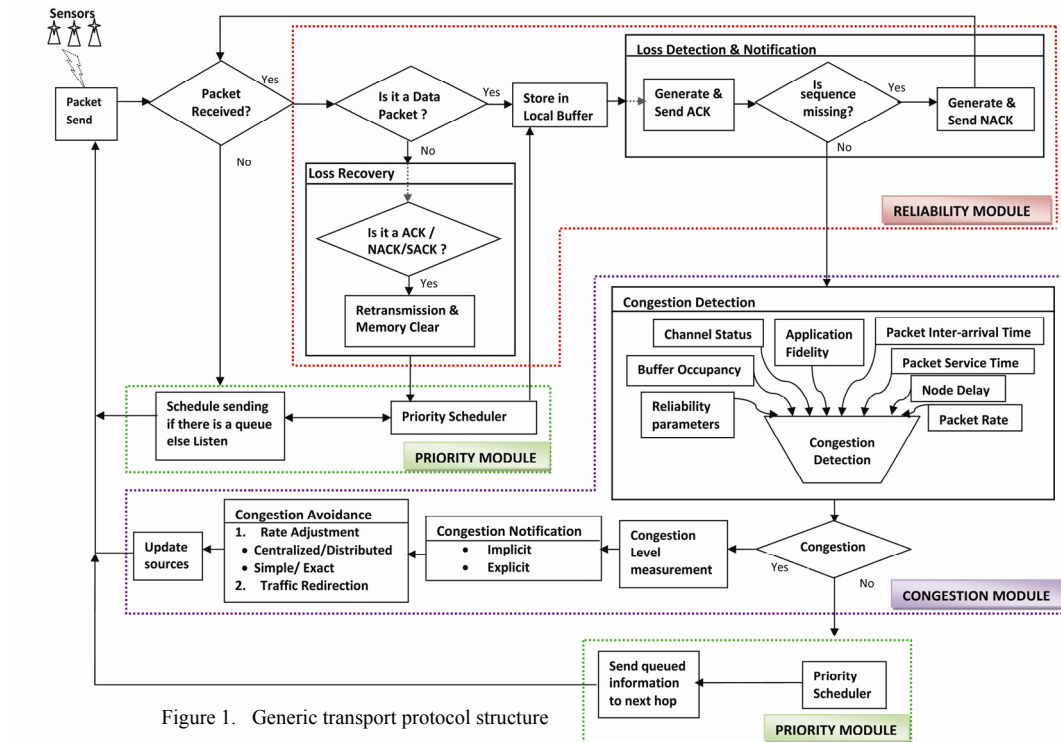 Sensors
Packet
Send
Packet
Received?
Yes
No
Is it a Data
Packet ?
Yes
No
Store in
Local Buffer
Loss Detection & Notification
Generate &
Send ACK
Is
sequence
missing?
Yes
No
Generate &
Send NACK
Loss Recovery
Is it a ACK /
NACK/SACK ?
Yes
Retransmission &
Memory Clear
RELIABILITY MODULE
Schedule sending
if there is a queue
else Listen
Priority Scheduler
PRIORITY MODULE
Congestion Detection
Channel Status
Application
Fidelity
Packet Inter-arrival Time
Buffer Occupancy
Packet Service Time
Node Delay
Reliability
parameters
Packet Rate
Congestion
Detection
Congestion
Yes
No
Congestion
Level
measurement
Congestion Notification
• Implicit
• Explicit
Congestion Avoidance
1. Rate Adjustment
• Centralized/Distributed
• Simple/ Exact
2. Traffic Redirection
Update
sources
CONGESTION MODULE
Send queued
information
to next hop
Priority
Scheduler
PRIORITY MODULE
Figure 1. Generic transport protocol structure